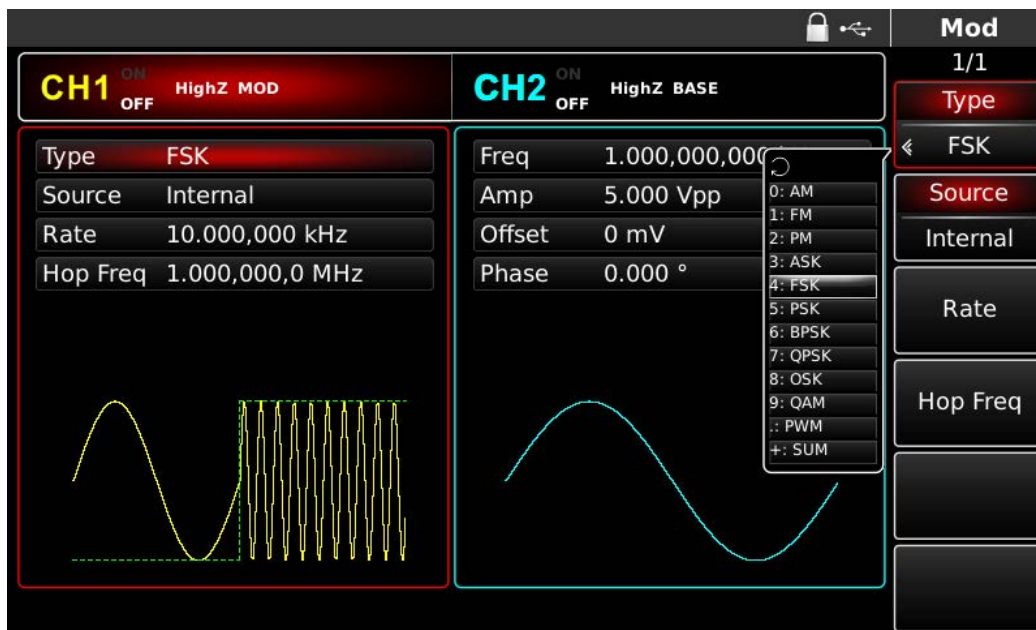 Mod
1/1
CH1 ON OFF HighZ MOD
CH2 ON OFF HighZ BASE
Type FSK
Source Internal
Rate 10.000,000 kHz
Hop Freq 1.000,000,0 MHz
Freq 1.000,000,000
Amp 5.000 Vpp
Offset 0 mV
Phase 0.000 °
0: AM
1: FM
2: PM
3: ASK
4: FSK
5: PSK
6: BPSK
7: QPSK
8: OSK
9: QAM
.: PWM
+: SUM
Type
FSK
Source
Internal
Rate
Hop Freq